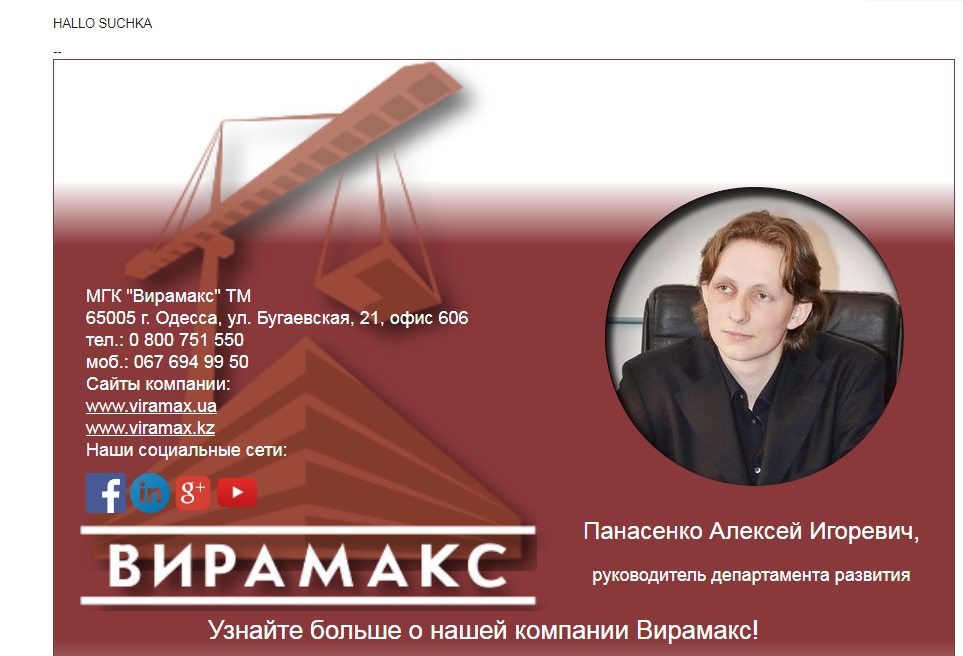 HALLO SUCHKA
--
МГК "Вирамакс" ТМ
65005 г. Одесса, ул. Бугаевская, 21, офис 606
тел.: 0 800 751 550
моб.: 067 694 99 50
Сайты компании:
www.viramax.ua
www.viramax.kz
Наши социальные сети:
f in g+
ВИРАМАКС
Панасенко Алексей Игоревич,
руководитель департамента развития
Узнайте больше о нашей компании Вирамакс!